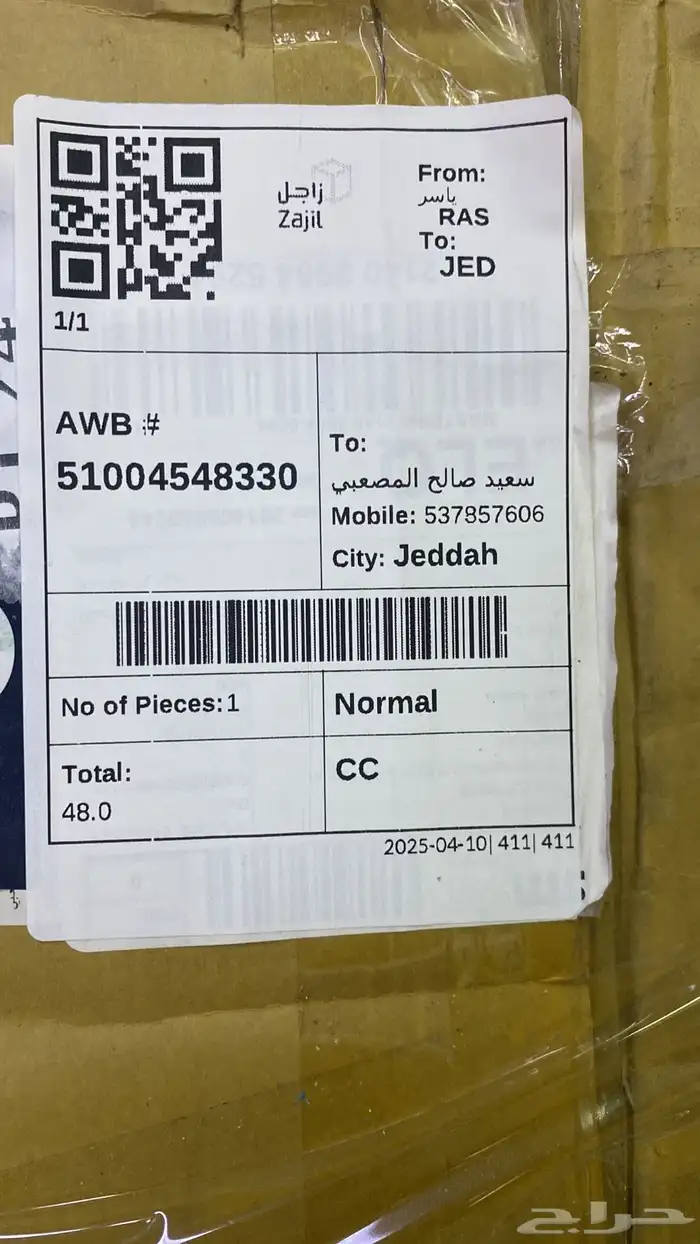 زاجل
Zajil
From:
ياسر
RAS
To:
JED
1/1
AWB #
51004548330
To:
سعيد صالح المصعبي
Mobile: 537857606
City: Jeddah
No of Pieces:1
Normal
Total:
48.0
CC
2025-04-10| 411| 411
حراج